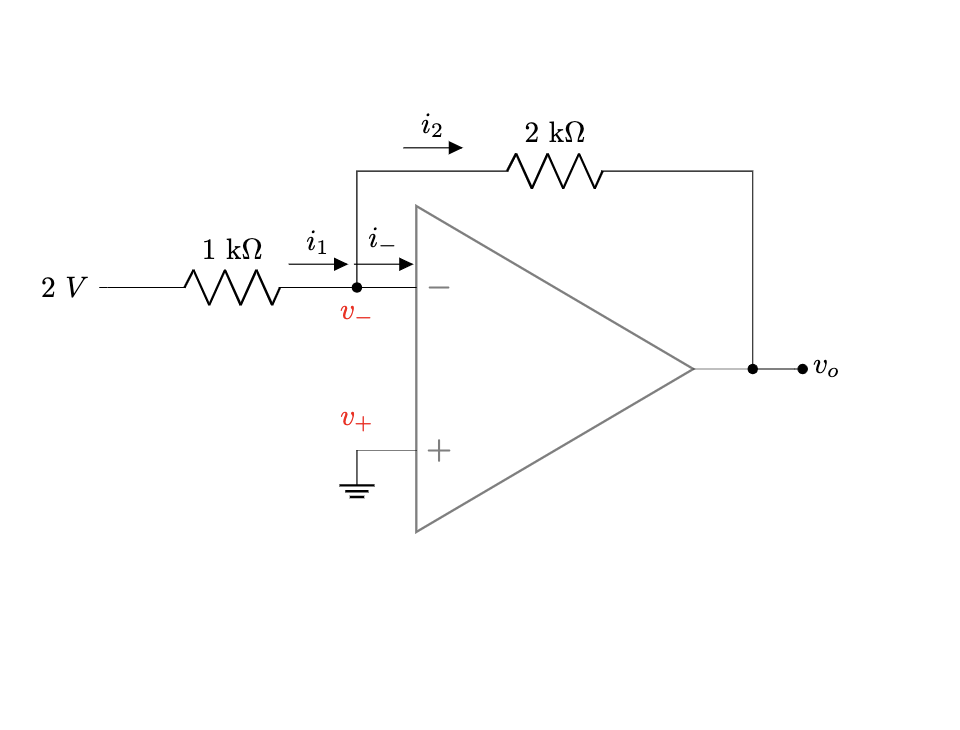 i₂
2 kΩ
1 kΩ
i₁
i₋
2 V
v₋
−
vₒ
v₊
+